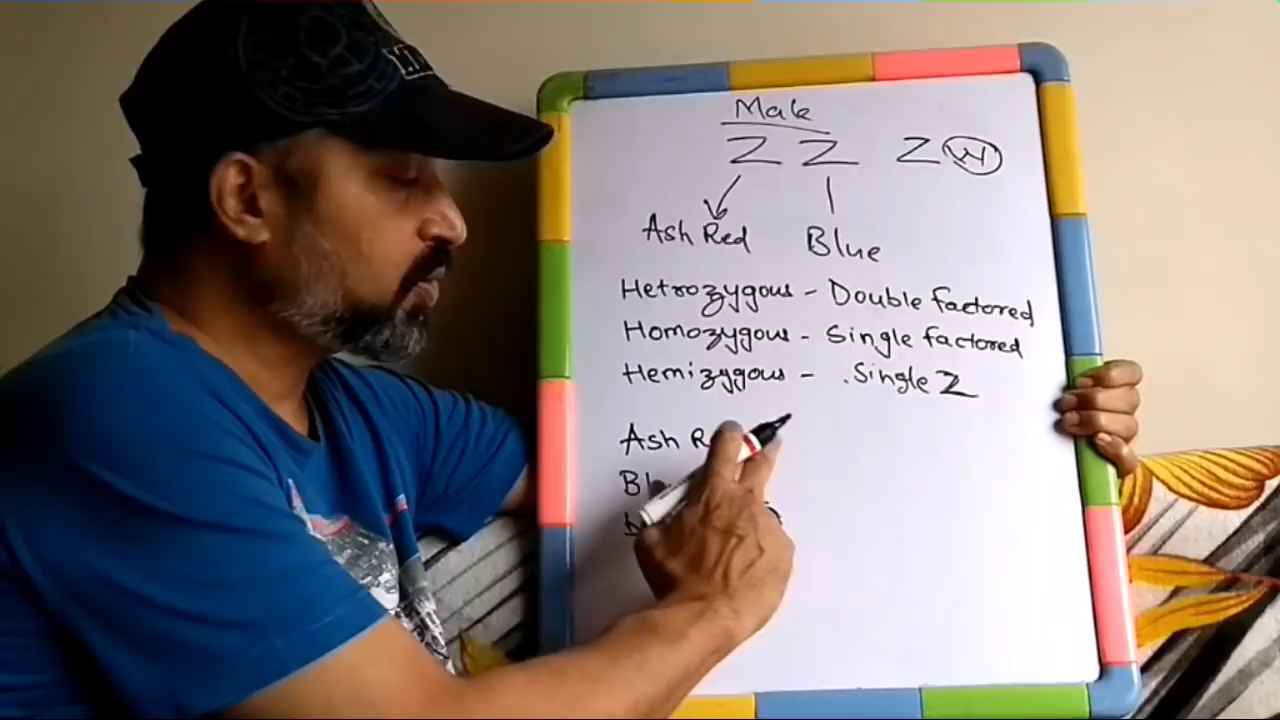 Male
Z Z Z W
Ash Red Blue
Hetrozygous - Double factored
Homozygous - Single factored
Hemizygous - .Single Z
Ash